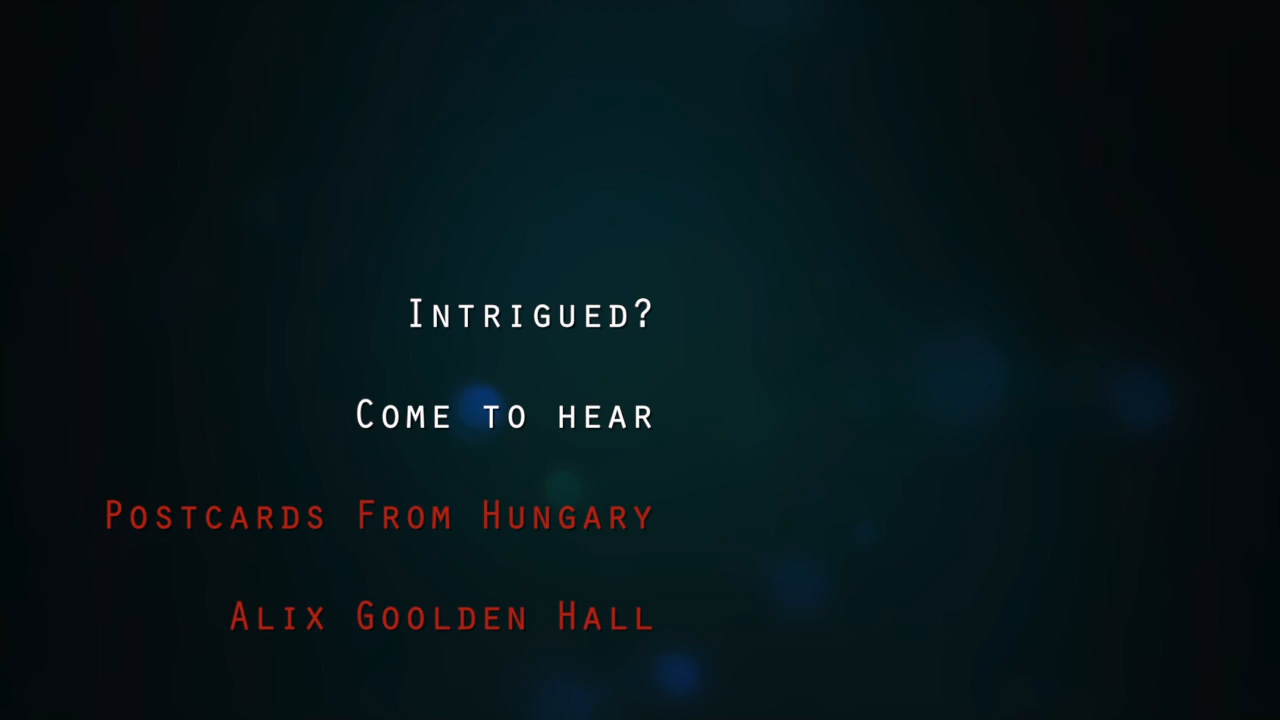 Intrigued?
Come to hear
Postcards From Hungary
Alix Goolden Hall